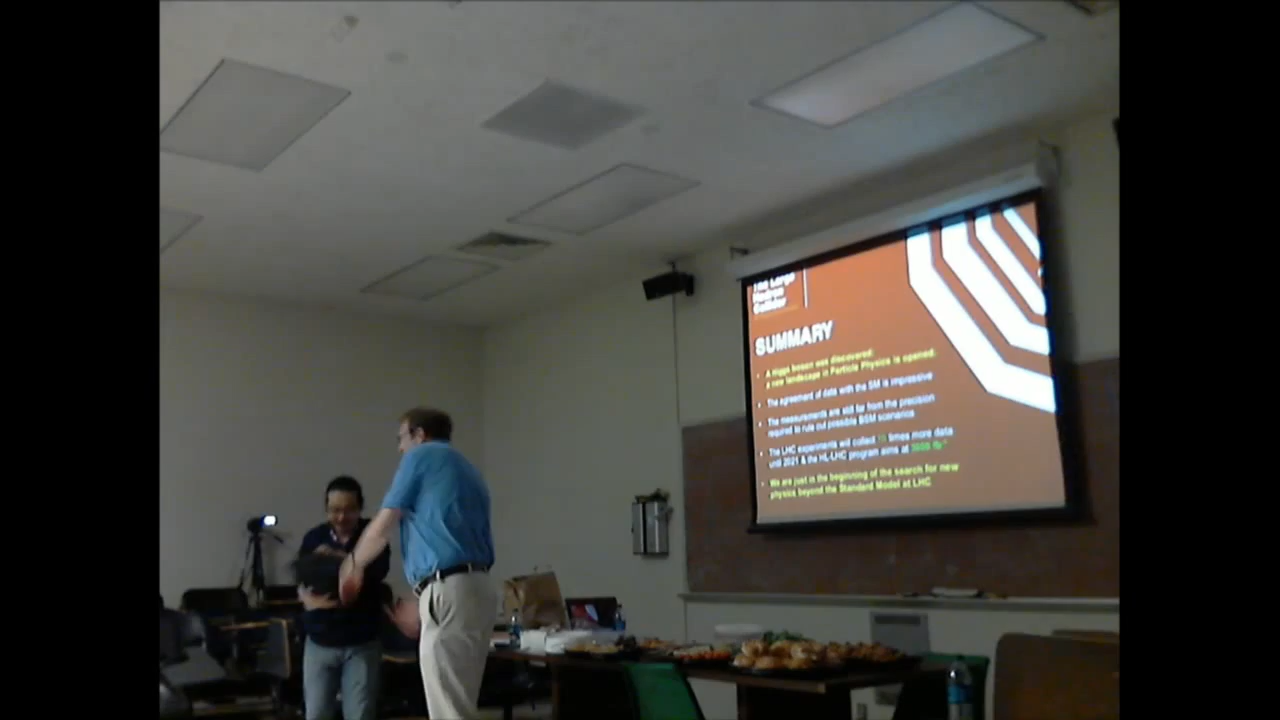 The Large
Hadron
Collider
SUMMARY
• A Higgs boson was discovered:
a new landscape in Particle Physics is opened.
• The agreement of data with the SM is impressive
• The measurements are still far from the precision
required to rule out possible BSM scenarios
• The LHC experiments will collect times more data
until 2021 & the HL-LHC program aims at 3000 fb⁻¹
• We are just in the beginning of the search for new
physics beyond the Standard Model at LHC